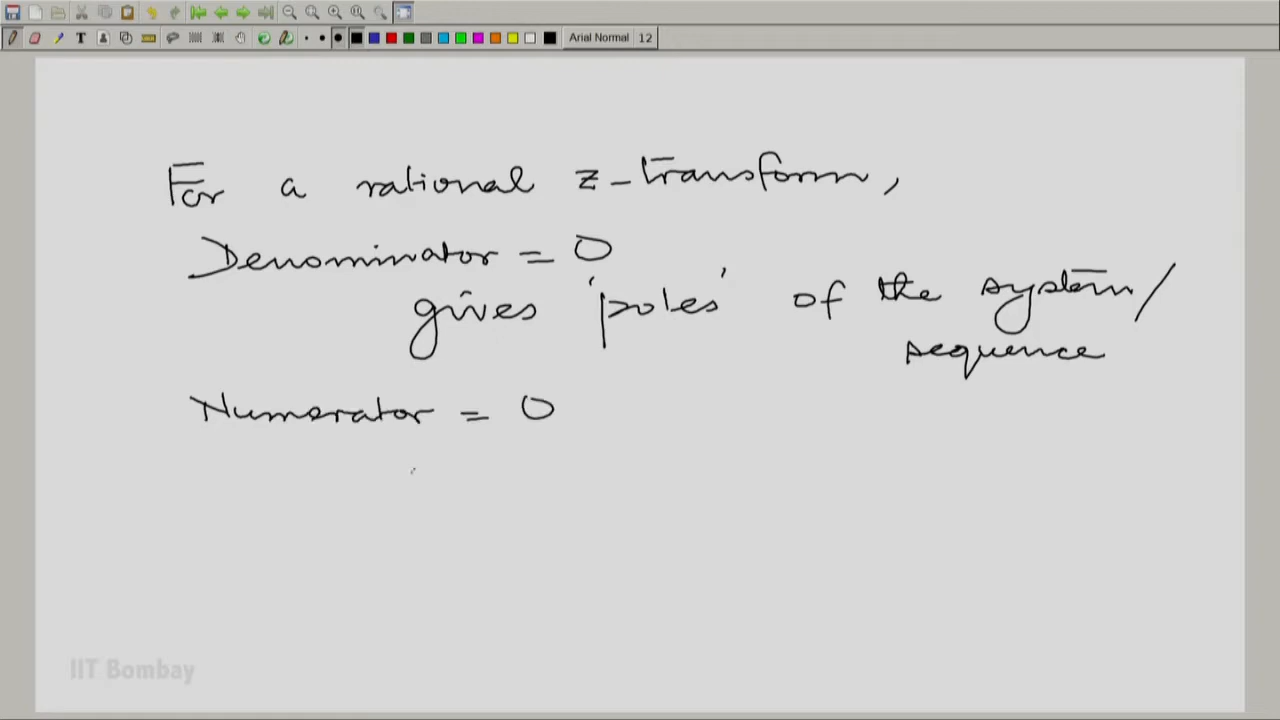 Arial Normal 12
For a rational z-transform,
Denominator = 0
gives 'poles' of the system/
sequence
Numerator = 0
IIT Bombay